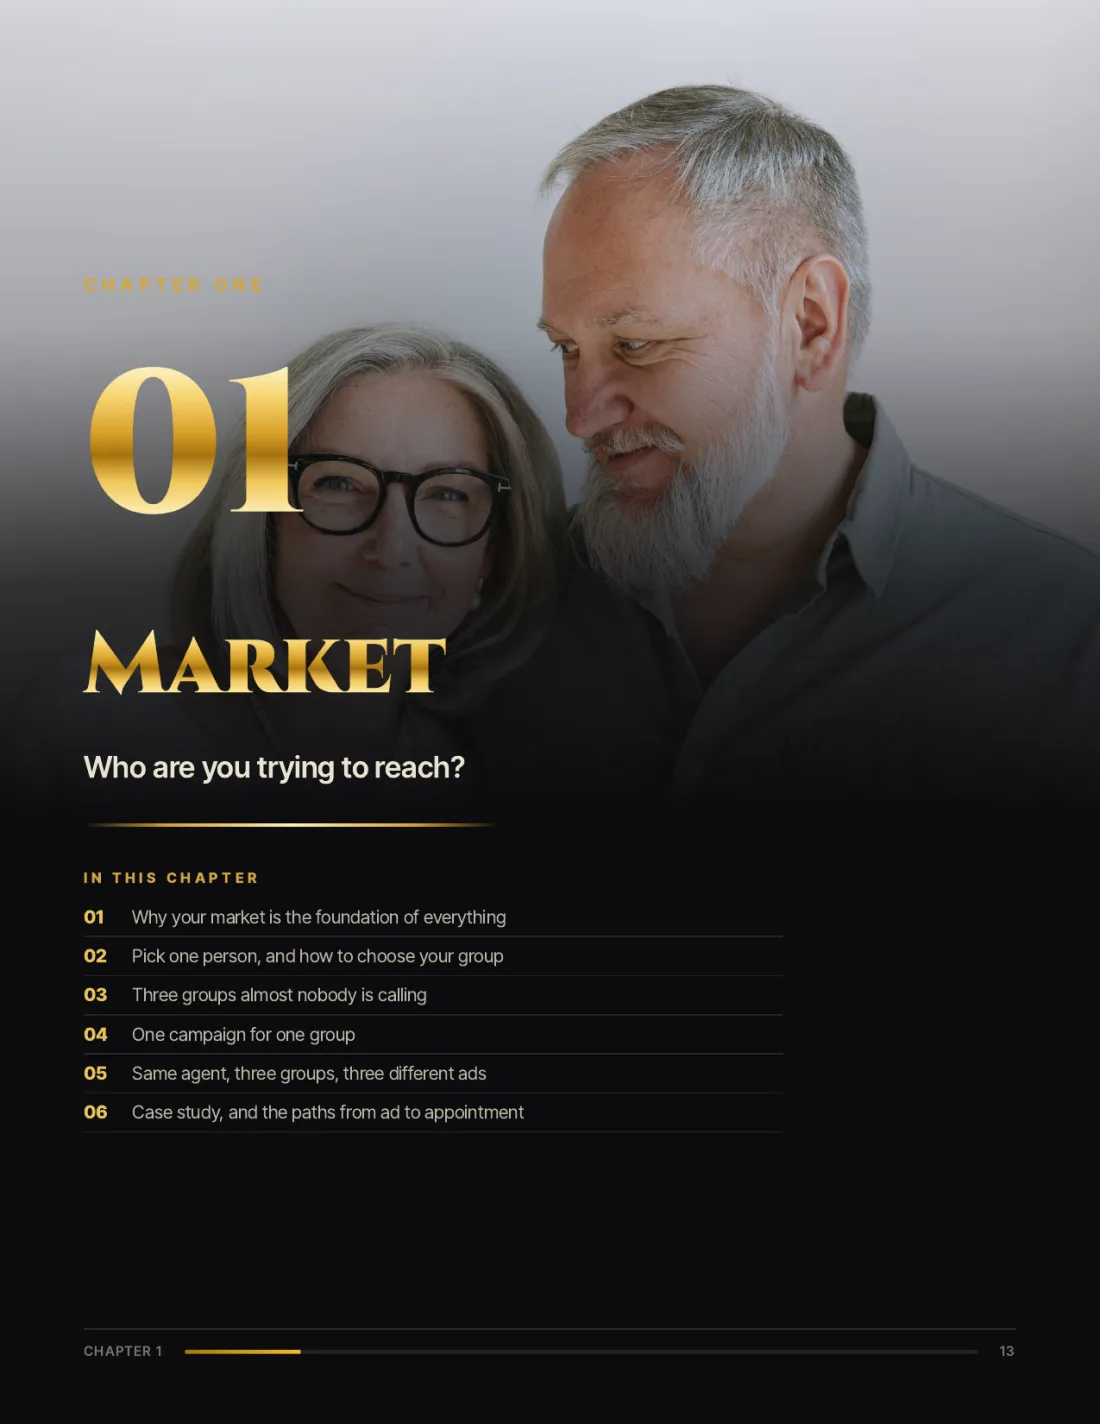 CHAPTER ONE
01
MARKET
Who are you trying to reach?
IN THIS CHAPTER
01 Why your market is the foundation of everything
02 Pick one person, and how to choose your group
03 Three groups almost nobody is calling
04 One campaign for one group
05 Same agent, three groups, three different ads
06 Case study, and the paths from ad to appointment
CHAPTER 1 13